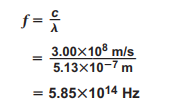 f = c/λ
= 3.00×10⁸ m/s / 5.13×10⁻⁷ m
= 5.85×10¹⁴ Hz